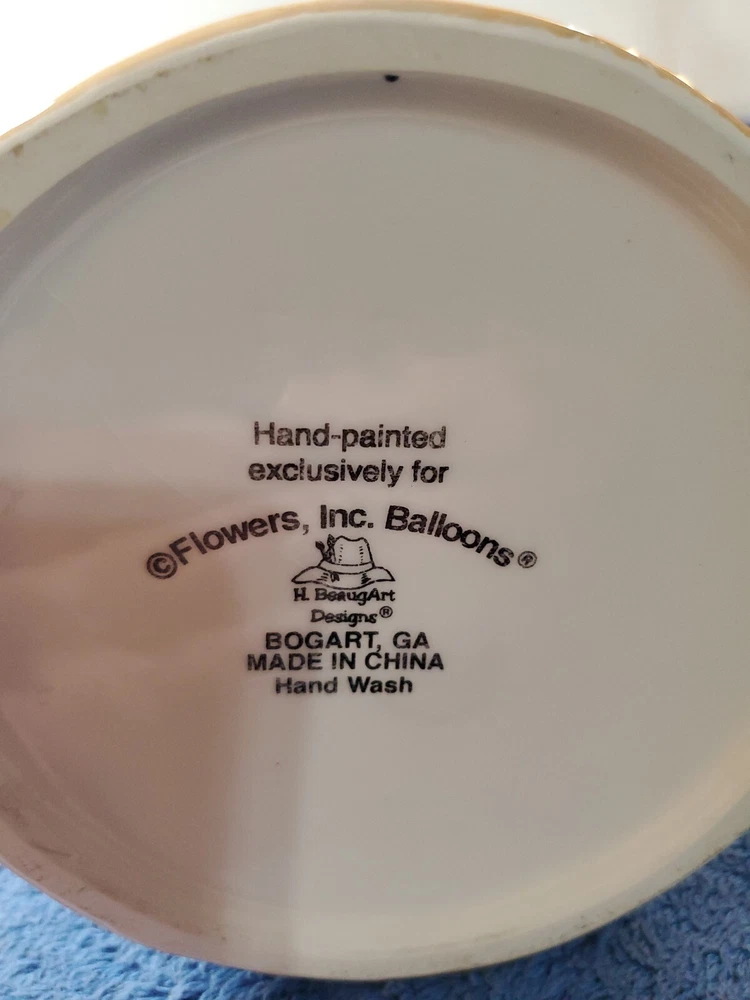 Hand-painted
exclusively for
©Flowers, Inc. Balloons®
H. BeaugArt
Designs®
BOGART, GA
MADE IN CHINA
Hand Wash